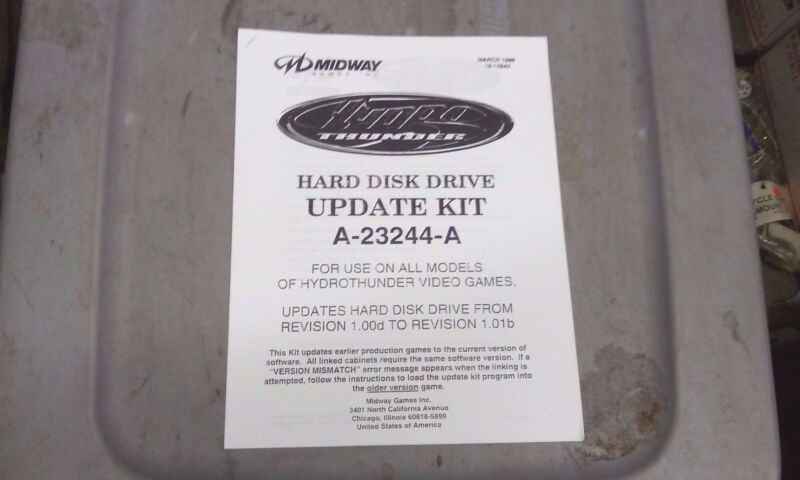 MIDWAY
GAMES INC.
MARCH 1999
HYDRO
THUNDER
HARD DISK DRIVE
UPDATE KIT
A-23244-A
FOR USE ON ALL MODELS
OF HYDROTHUNDER VIDEO GAMES.
UPDATES HARD DISK DRIVE FROM
REVISION 1.00d TO REVISION 1.01b
This Kit updates earlier production games to the current version of
software. All linked cabinets require the same software version. If a
"VERSION MISMATCH" error message appears when the linking is
attempted, follow the instructions to load the update kit program into
the older version game.
Midway Games Inc.
3401 North California Avenue
Chicago, Illinois 60618-5899
United States of America